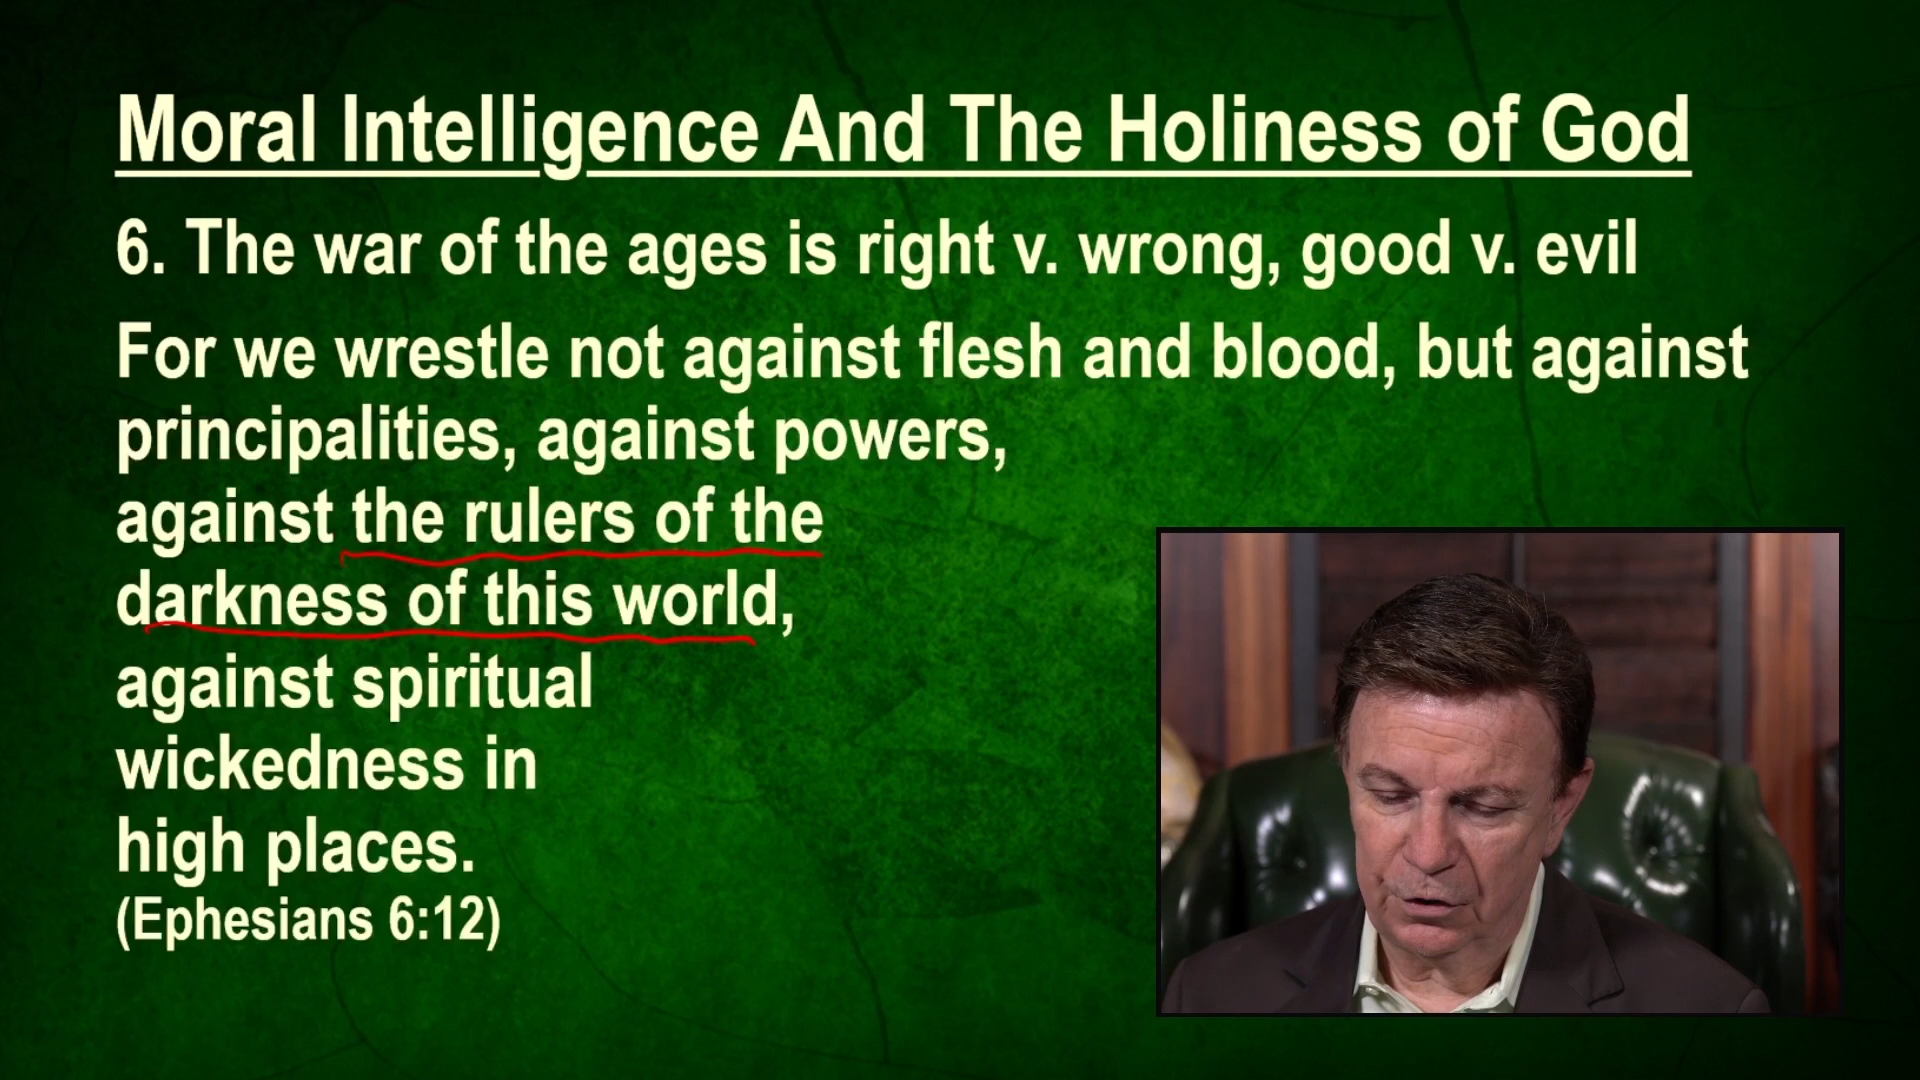 Moral Intelligence And The Holiness of God
6. The war of the ages is right v. wrong, good v. evil
For we wrestle not against flesh and blood, but against
principalities, against powers,
against the rulers of the
darkness of this world,
against spiritual
wickedness in
high places.
(Ephesians 6:12)